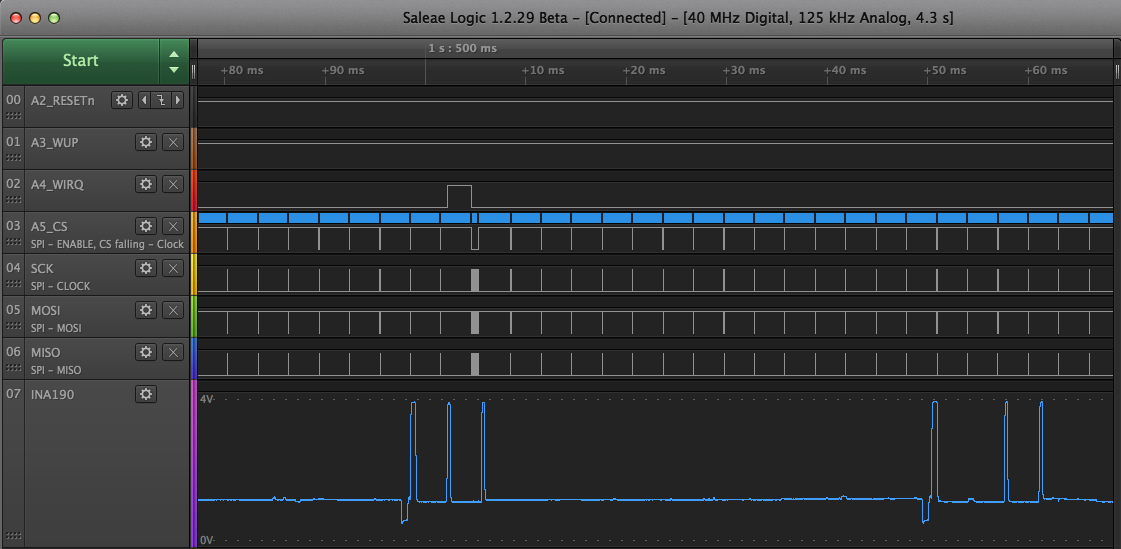 Saleae Logic 1.2.29 Beta – [Connected] – [40 MHz Digital, 125 kHz Analog, 4.3 s]
Start
1 s : 500 ms
+80 ms +90 ms +10 ms +20 ms +30 ms +40 ms +50 ms +60 ms
00 A2_RESETn
01 A3_WUP
02 A4_WIRQ
03 A5_CS
SPI – ENABLE, CS falling – Clock
04 SCK
SPI – CLOCK
05 MOSI
SPI – MOSI
06 MISO
SPI – MISO
07 INA190
4V
0V